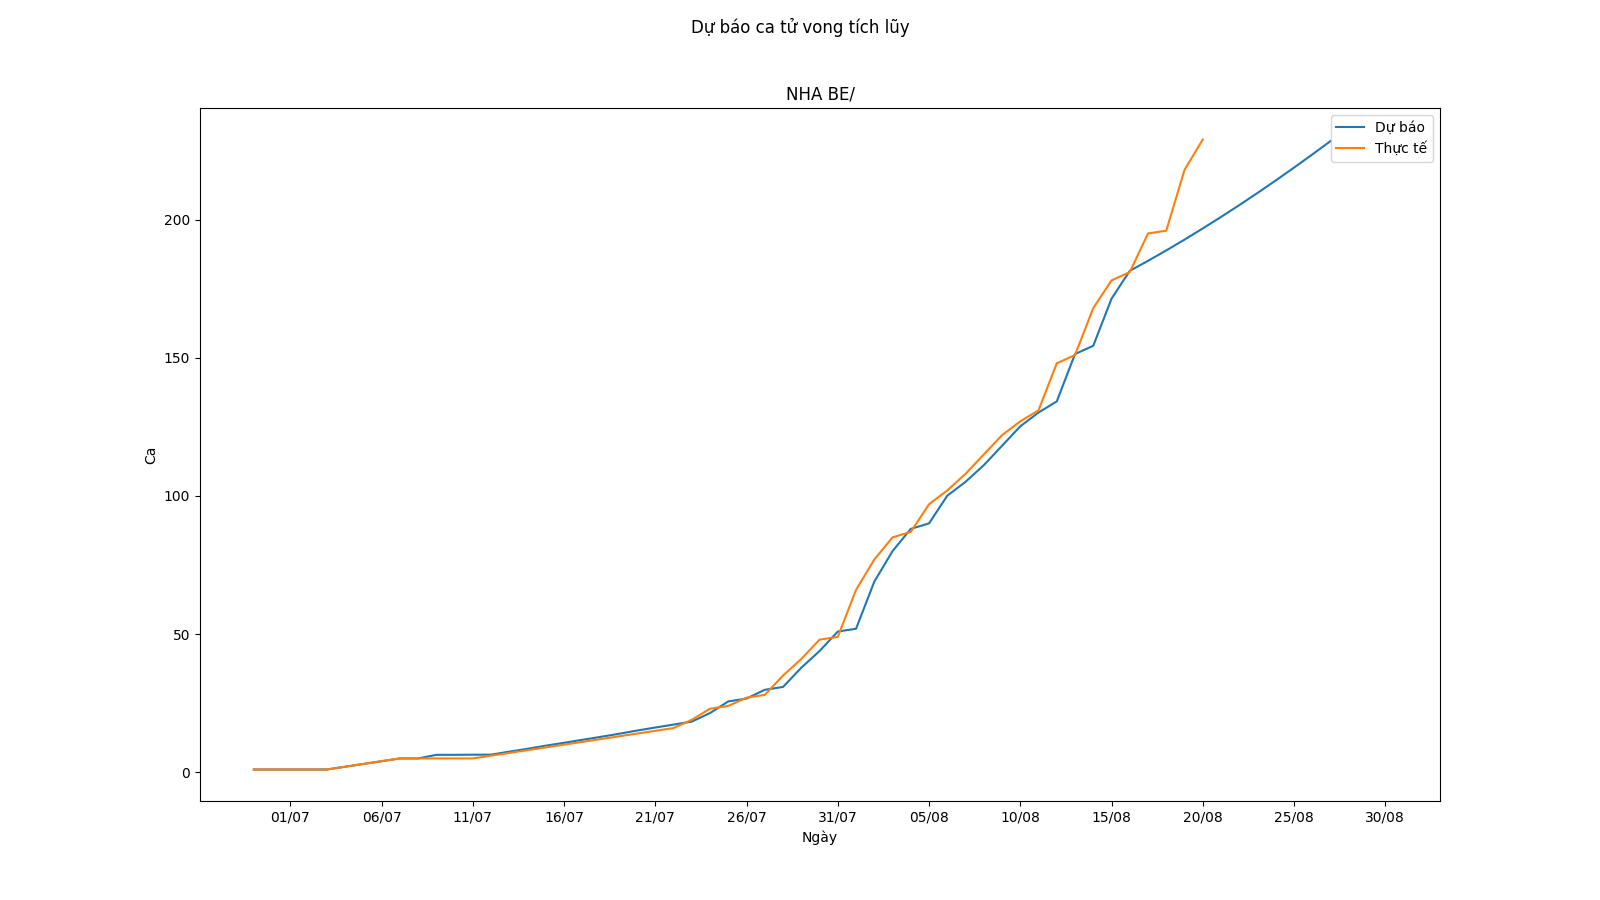 Dự báo ca tử vong tích lũy
NHA BE/
Dự báo
Thực tế
200
150
100
50
0
Ca
01/07 06/07 11/07 16/07 21/07 26/07 31/07 05/08 10/08 15/08 20/08 25/08 30/08
Ngày